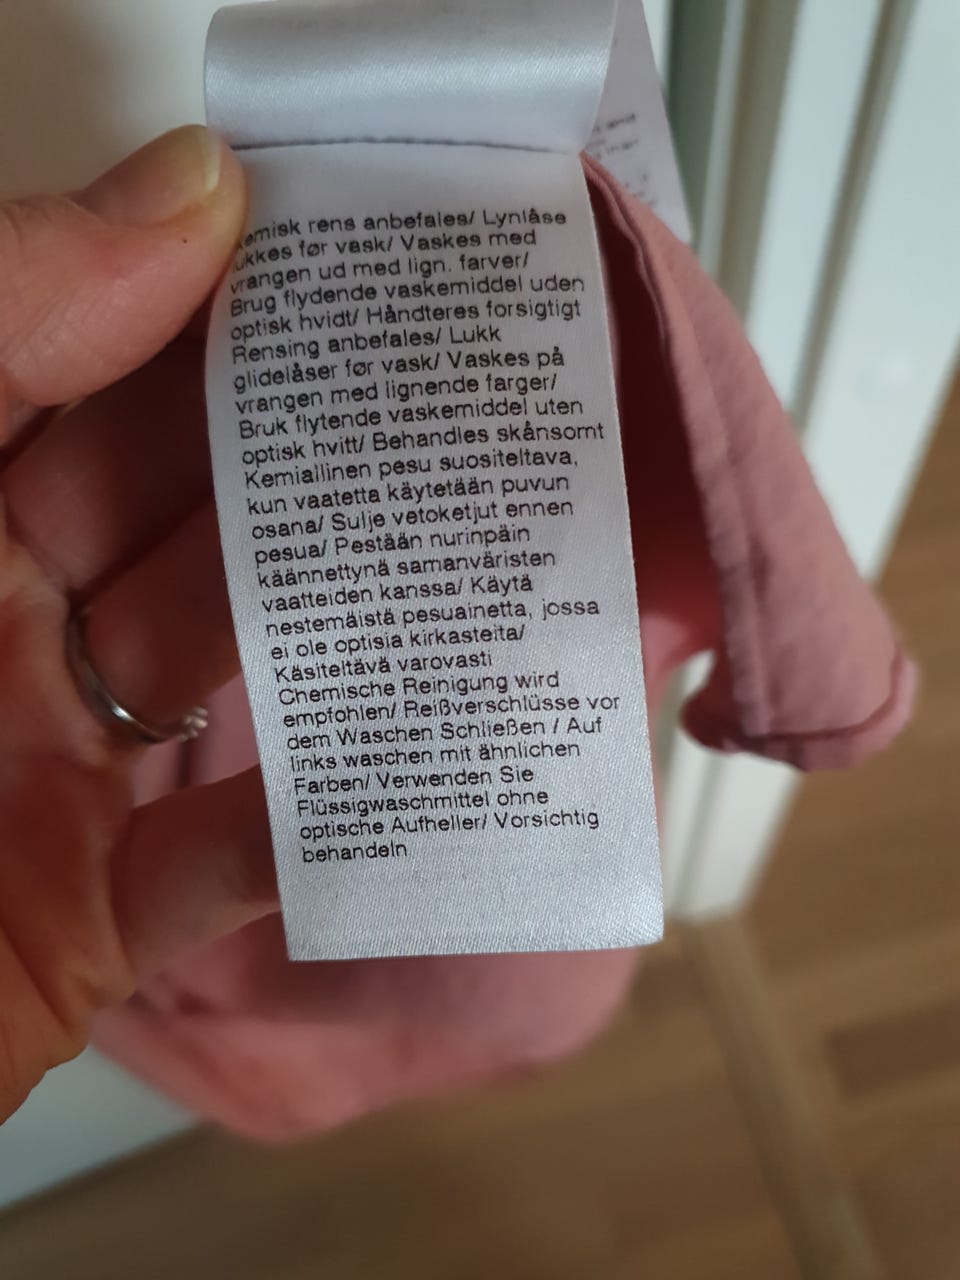 Kemisk rens anbefales/ Lynlåse
lukkes før vask/ Vaskes med
vrangen ud med lign. farver/
Brug flydende vaskemiddel uden
optisk hvidt/ Håndteres forsigtigt
Rensing anbefales/ Lukk
glidelåser før vask/ Vaskes på
vrangen med lignende farger/
Bruk flytende vaskemiddel uten
optisk hvitt/ Behandles skånsomt
Kemiallinen pesu suositeltava,
kun vaatetta käytetään puvun
osana/ Sulje vetoketjut ennen
pesua/ Pestään nurinpäin
käännettynä samanväristen
vaatteiden kanssa/ Käytä
nestemäistä pesuainetta, jossa
ei ole optisia kirkasteita/
Käsiteltävä varovasti
Chemische Reinigung wird
empfohlen/ Reißverschlüsse vor
dem Waschen Schließen / Auf
links waschen mit ähnlichen
Farben/ Verwenden Sie
Flüssigwaschmittel ohne
optische Aufheller/ Vorsichtig
behandeln